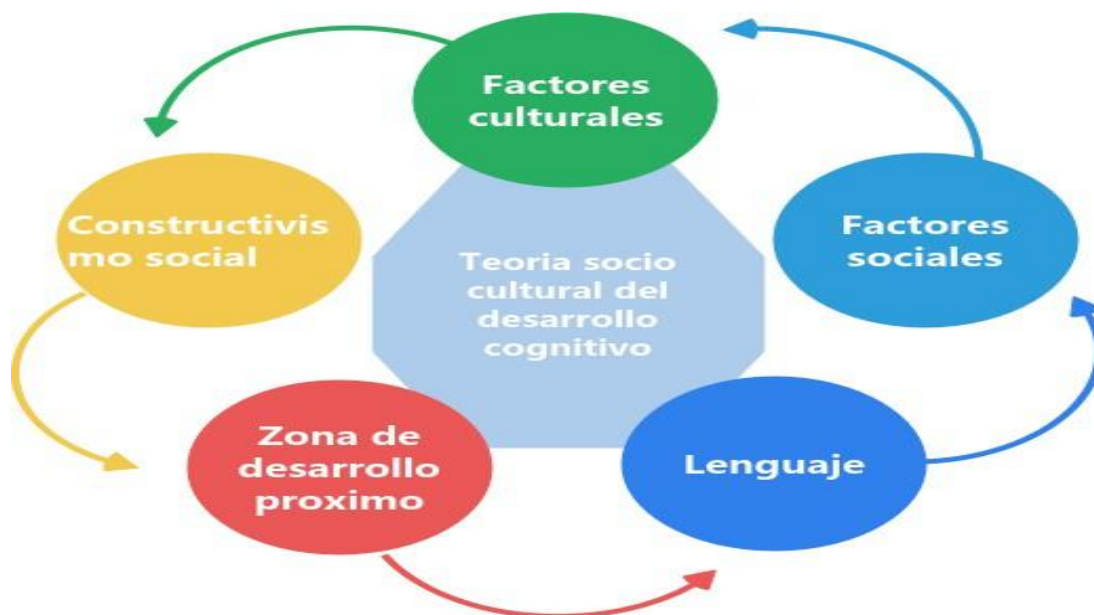 Factores
culturales
Constructivis
mo social
Factores
sociales
Teoria socio
cultural del
desarrollo
cognitivo
Zona de
desarrollo
proximo
Lenguaje